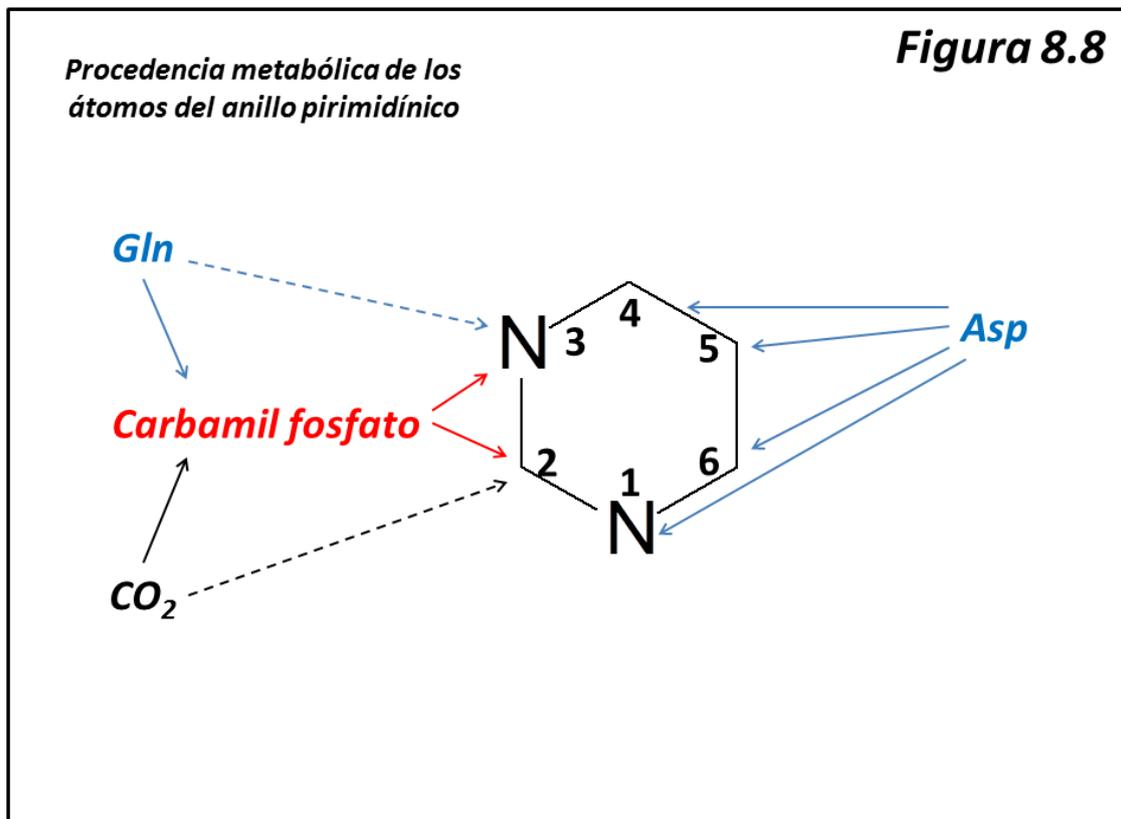 Figura 8.8
Procedencia metabólica de los
átomos del anillo pirimidínico
Gln
N 3
4
5
Asp
Carbamil fosfato
2
1
6
N
CO₂